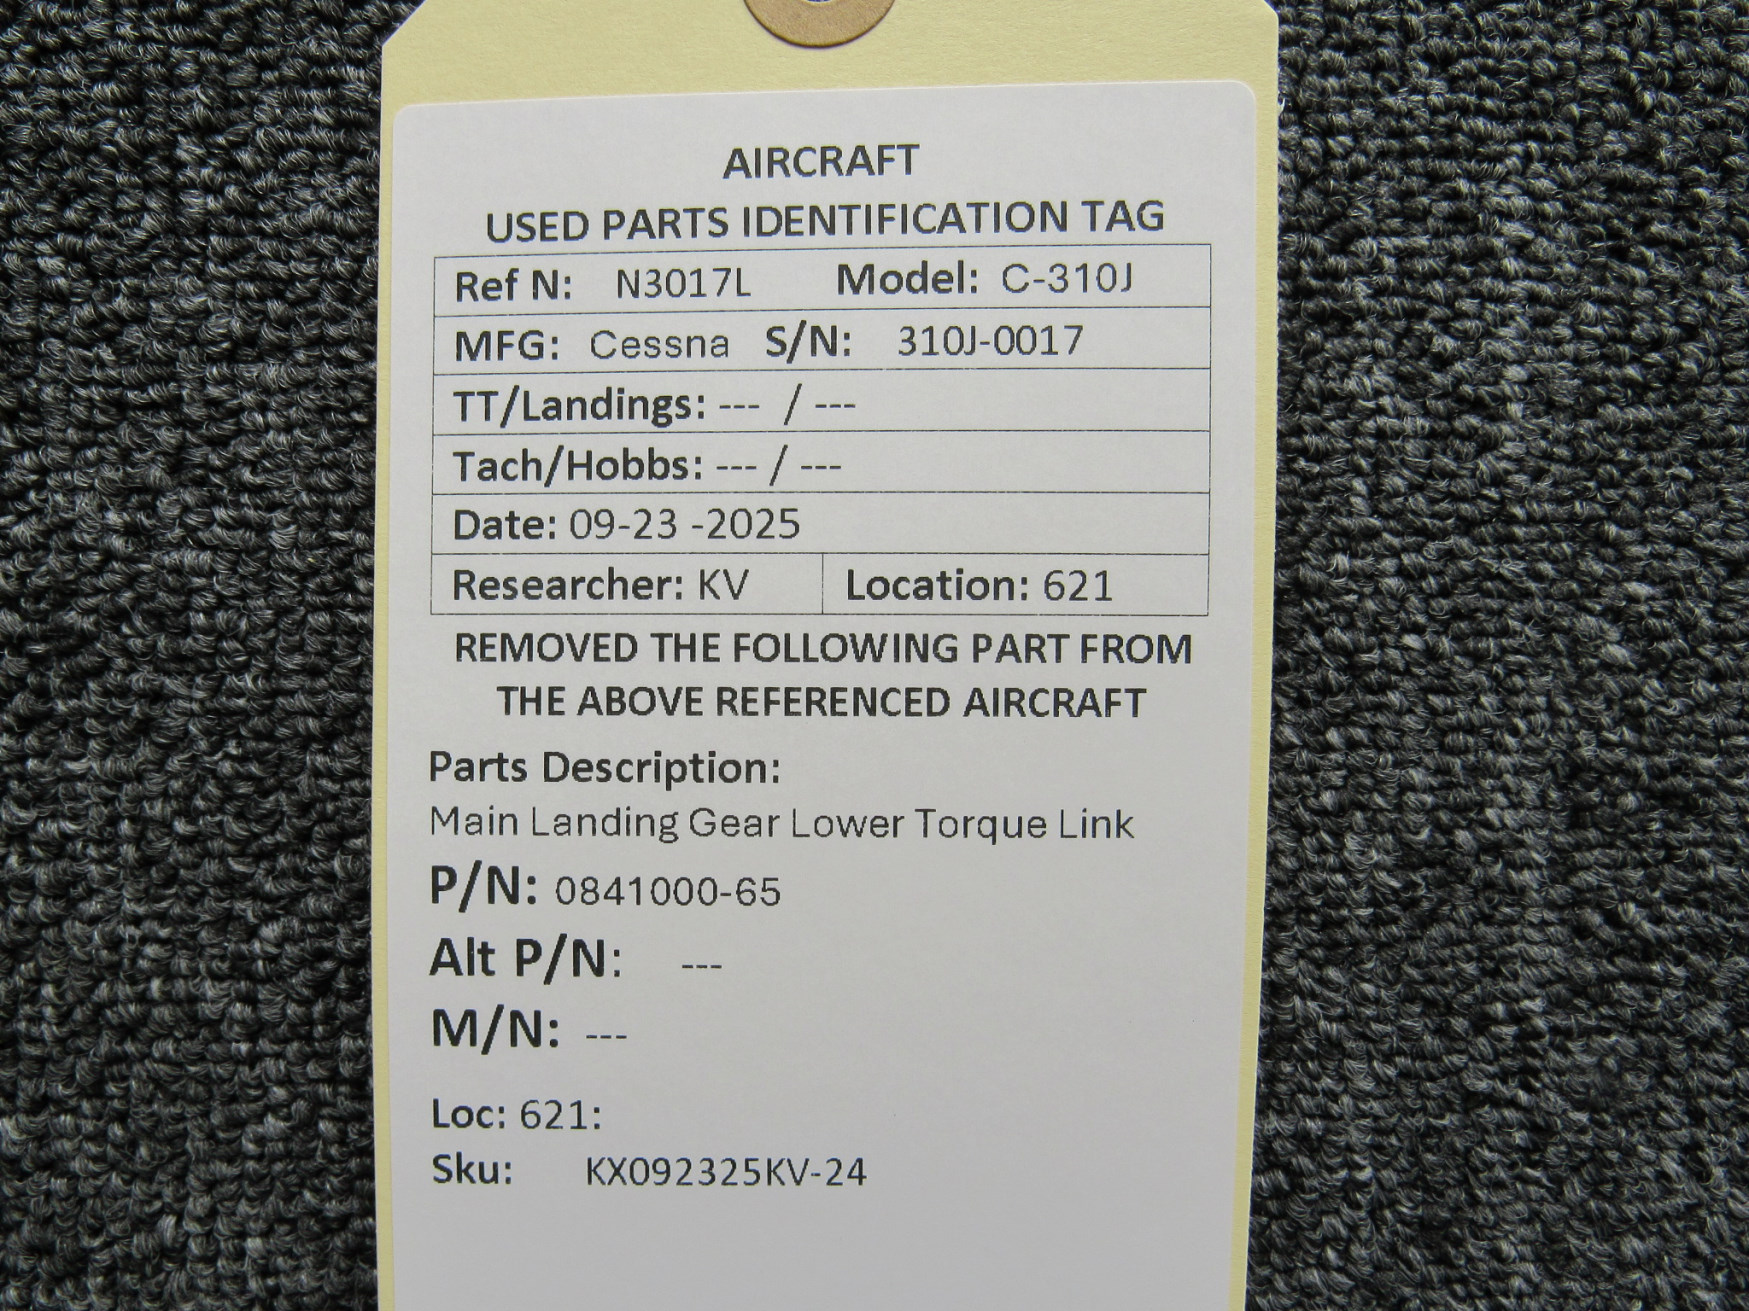 AIRCRAFT
USED PARTS IDENTIFICATION TAG
Ref N: N3017L Model: C-310J
MFG: Cessna S/N: 310J-0017
TT/Landings: --- / ---
Tach/Hobbs: --- / ---
Date: 09-23 -2025
Researcher: KV Location: 621
REMOVED THE FOLLOWING PART FROM
THE ABOVE REFERENCED AIRCRAFT
Parts Description:
Main Landing Gear Lower Torque Link
P/N: 0841000-65
Alt P/N: ---
M/N: ---
Loc: 621:
Sku: KX092325KV-24